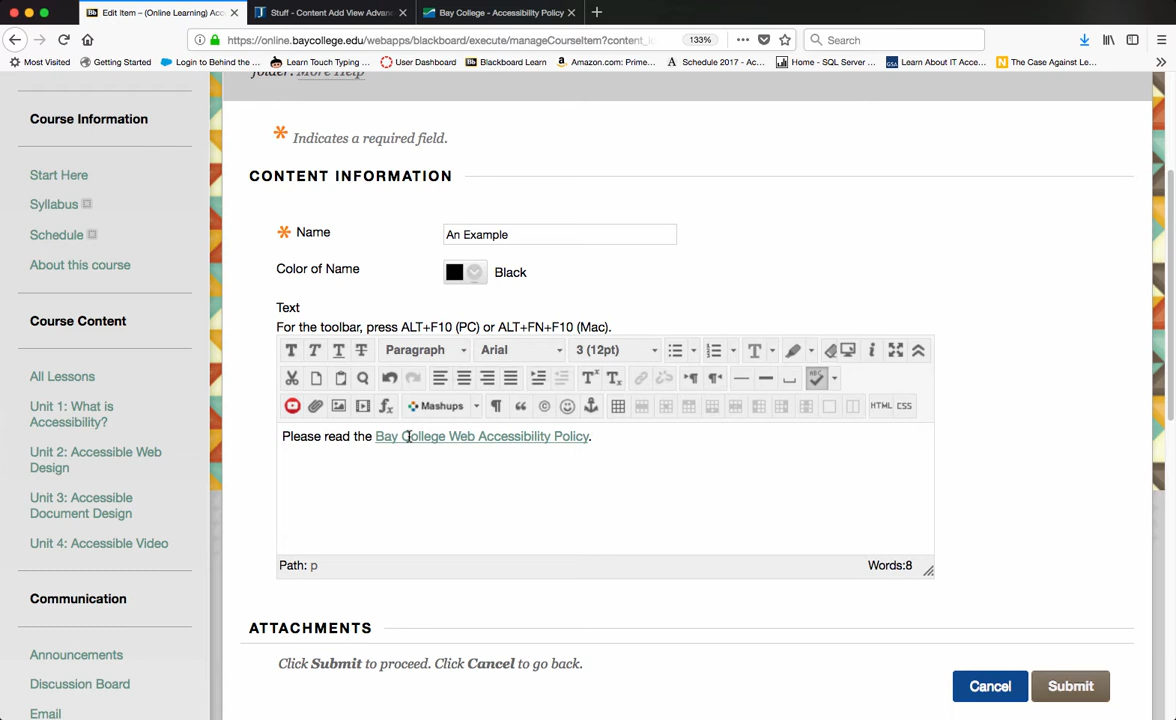 Edit Item – (Online Learning) Acc
Stuff - Content Add View Advanc
Bay College - Accessibility Policy
https://online.baycollege.edu/webapps/blackboard/execute/manageCourseItem?content_i
133%
Search
Most Visited
Getting Started
Login to Behind the ...
Learn Touch Typing ...
User Dashboard
Bb
Blackboard Learn
Amazon.com: Prime...
Schedule 2017 - Ac...
Home - SQL Server ...
Learn About IT Acce...
The Case Against Le...
folder. More Help
Course Information
Start Here
Syllabus
Schedule
About this course
Course Content
All Lessons
Unit 1: What is
Accessibility?
Unit 2: Accessible Web
Design
Unit 3: Accessible
Document Design
Unit 4: Accessible Video
Communication
Announcements
Discussion Board
Email
* Indicates a required field.
CONTENT INFORMATION
* Name
An Example
Color of Name
Black
Text
For the toolbar, press ALT+F10 (PC) or ALT+FN+F10 (Mac).
T T T T Paragraph Arial 3 (12pt)
ABC
Mashups
HTML CSS
Please read the Bay College Web Accessibility Policy.
Path: p
Words:8
ATTACHMENTS
Click Submit to proceed. Click Cancel to go back.
Cancel
Submit